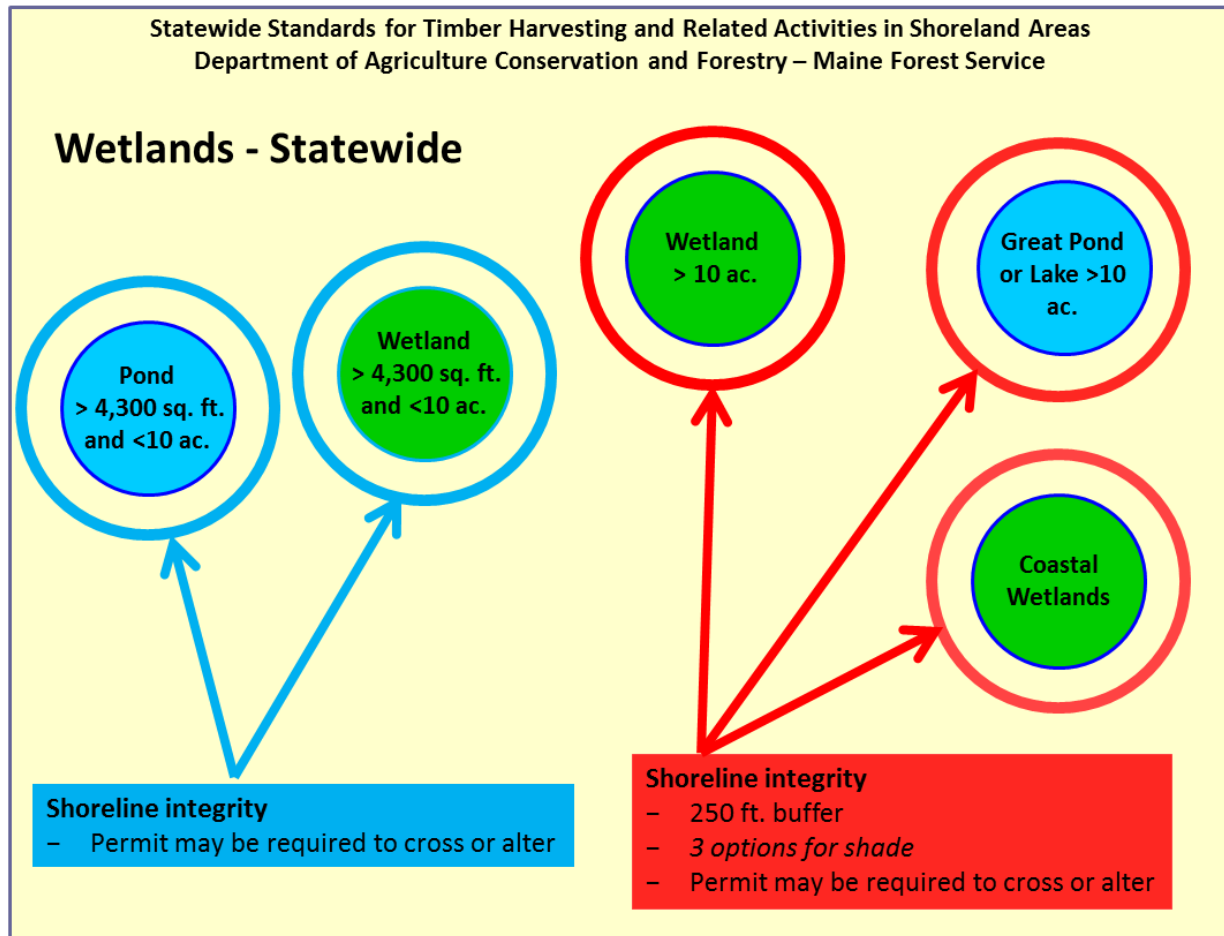 Statewide Standards for Timber Harvesting and Related Activities in Shoreland Areas
Department of Agriculture Conservation and Forestry – Maine Forest Service
Wetlands - Statewide
Pond
> 4,300 sq. ft.
and <10 ac.
Wetland
> 4,300 sq. ft.
and <10 ac.
Wetland
> 10 ac.
Great Pond
or Lake >10
ac.
Coastal
Wetlands
Shoreline integrity
– Permit may be required to cross or alter
Shoreline integrity
– 250 ft. buffer
– 3 options for shade
– Permit may be required to cross or alter